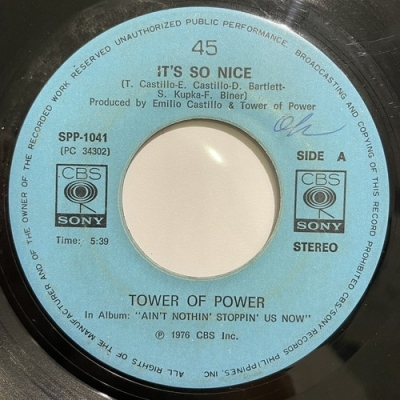 UNAUTHORIZED PUBLIC PERFORMANCE, BROADCASTING AND COPYING OF THIS RECORD PROHIBITED CBS/SONY RECORDS PHILIPPINES, INC. ALL RIGHTS OF THE MANUFACTURER AND OF THE OWNER OF THE RECORDED WORK RESERVED
45
IT'S SO NICE
(T. Castillo-E. Castillo-D. Bartlett-
S. Kupka-F. Biner)
Produced by Emilio Castillo & Tower of Power
SPP-1041
(PC 34302)
SIDE A
CBS
SONY
CBS
SONY
Time: 5:39
STEREO
TOWER OF POWER
In Album: "AIN'T NOTHIN' STOPPIN' US NOW"
℗ 1976 CBS Inc.